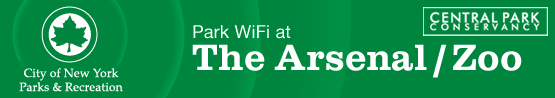 City of New York
Parks & Recreation
Park WiFi at
The Arsenal/Zoo
CENTRAL PARK
CONSERVANCY